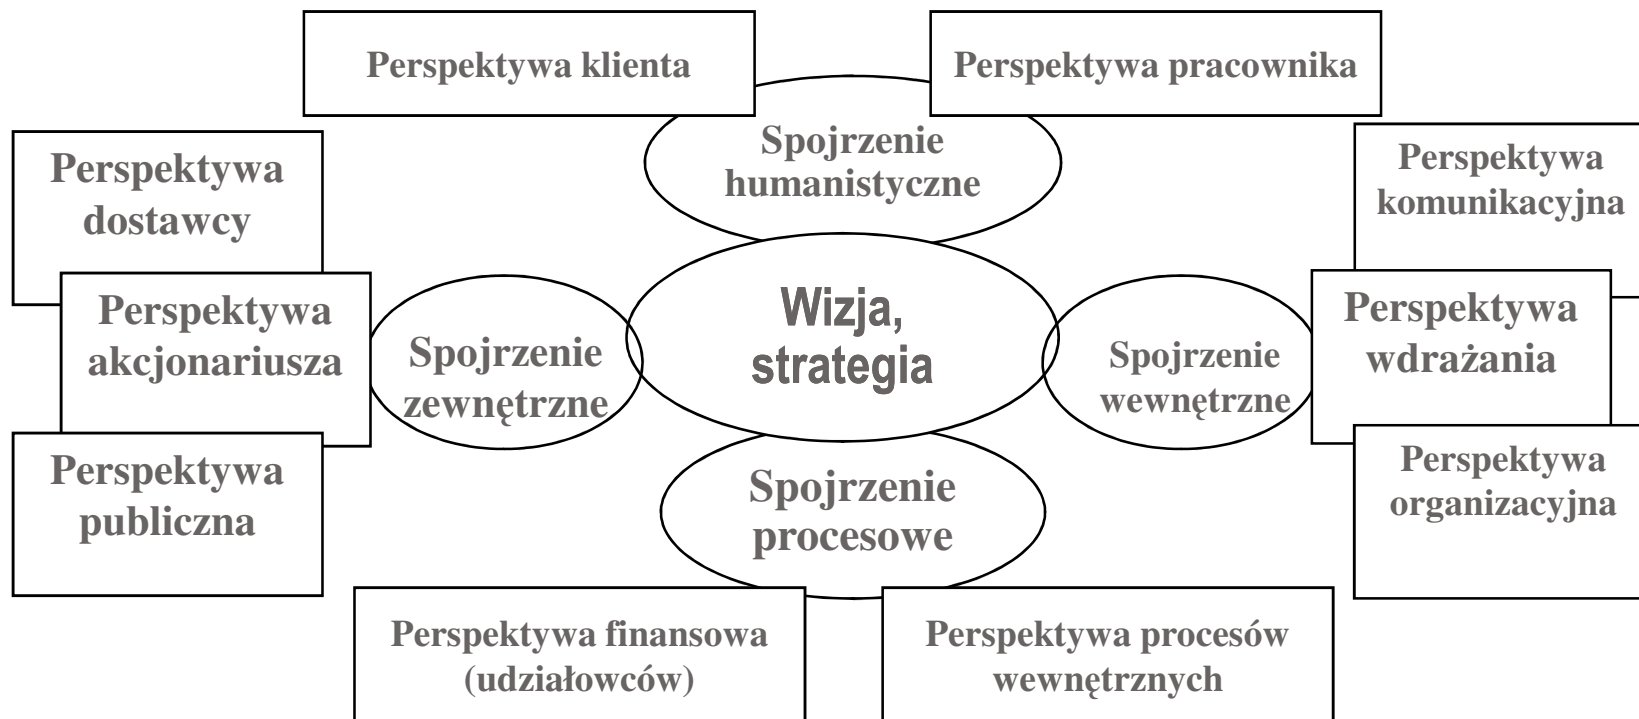 Perspektywa klienta
Perspektywa pracownika
Spojrzenie
humanistyczne
Perspektywa
dostawcy
Perspektywa
komunikacyjna
Perspektywa
akcjonariusza
Spojrzenie
zewnętrzne
Wizja,
strategia
Spojrzenie
wewnętrzne
Perspektywa
wdrażania
Perspektywa
publiczna
Spojrzenie
procesowe
Perspektywa
organizacyjna
Perspektywa finansowa
(udziałowców)
Perspektywa procesów
wewnętrznych